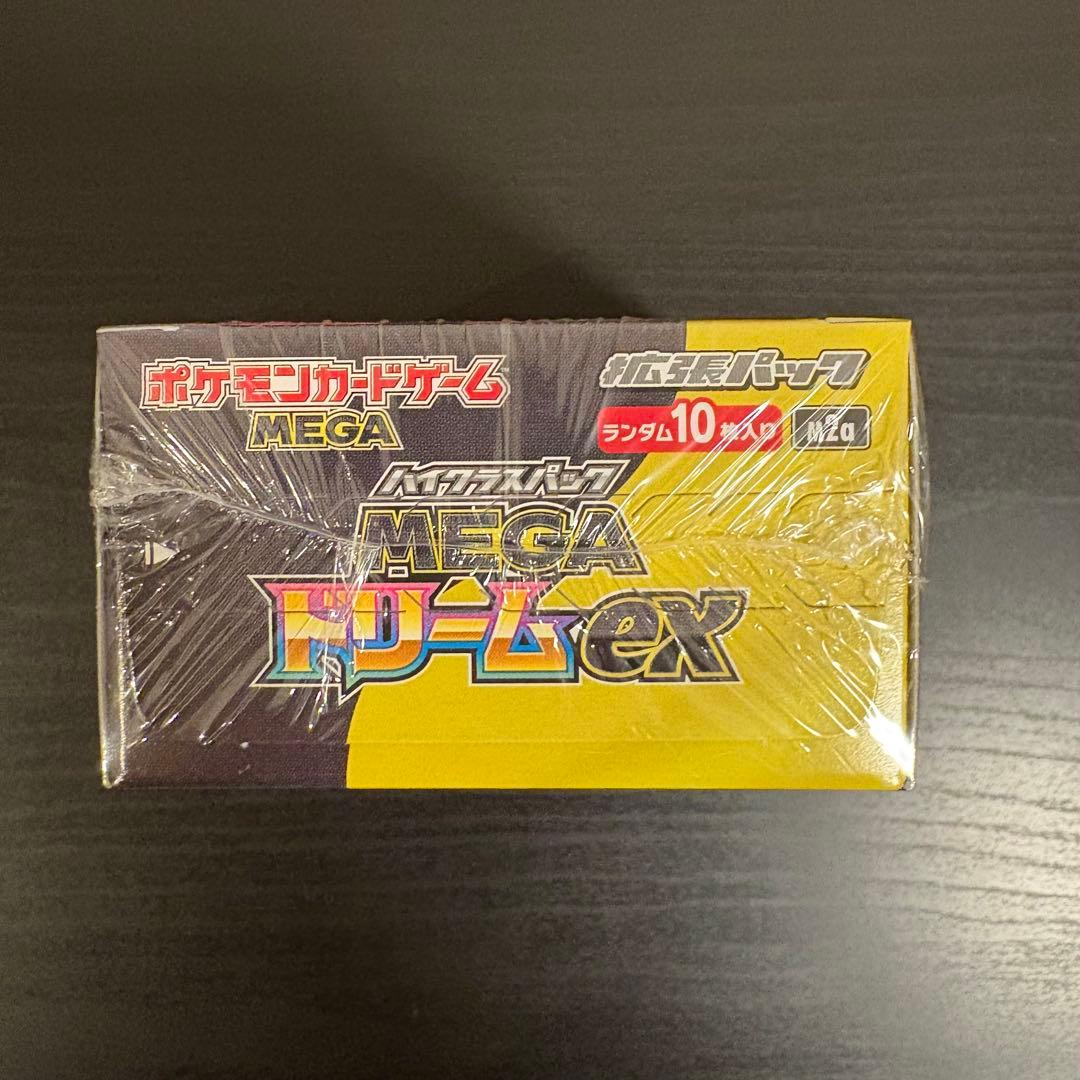 ポケモンカードゲーム
MEGA
拡張パック
ランダム10枚入り
M2a
ハイクラスパック
MEGA
ドリームex